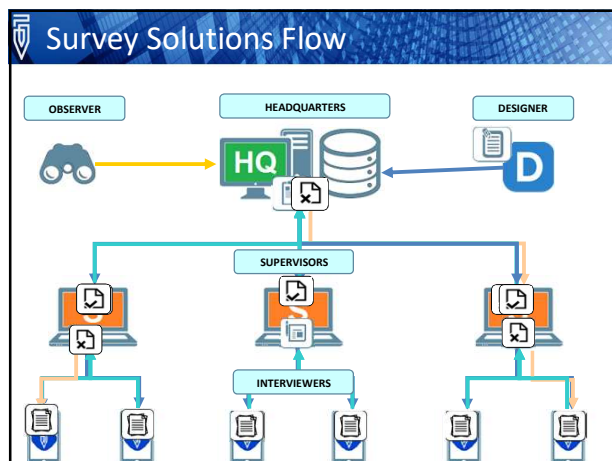 Survey Solutions Flow
OBSERVER
HEADQUARTERS
DESIGNER
HQ
D
SUPERVISORS
S
INTERVIEWERS